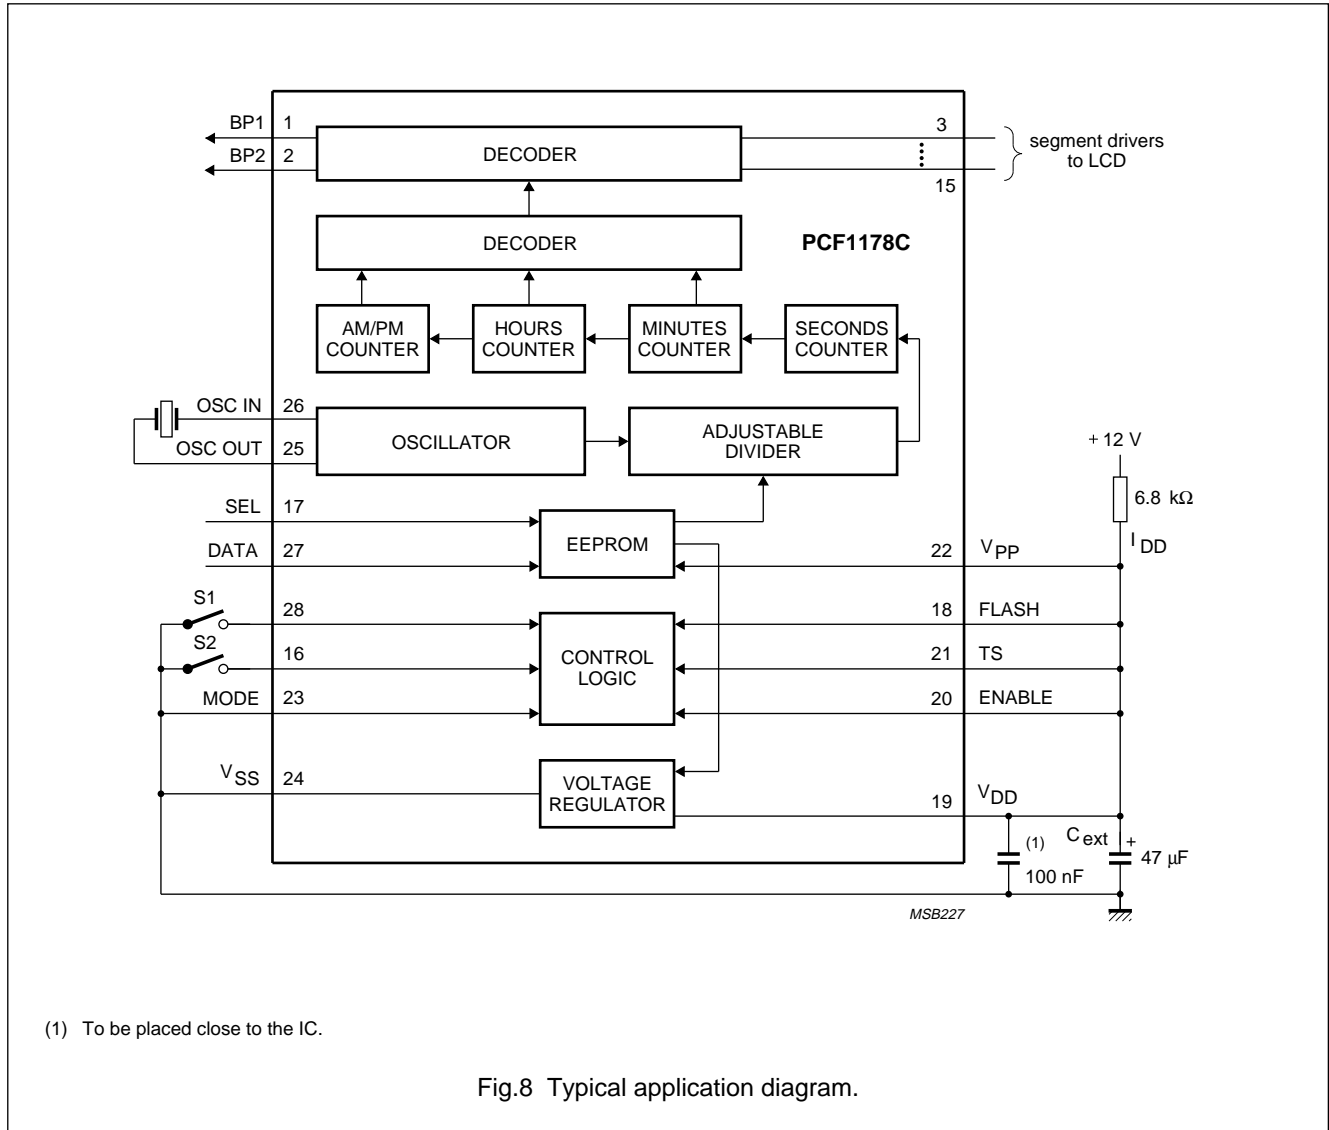 BP1 1
BP2 2
DECODER
3
15
segment drivers
to LCD
DECODER
PCF1178C
AM/PM
COUNTER
HOURS
COUNTER
MINUTES
COUNTER
SECONDS
COUNTER
OSC IN 26
OSC OUT 25
OSCILLATOR
ADJUSTABLE
DIVIDER
+ 12 V
6.8 kΩ
I DD
SEL 17
DATA 27
EEPROM
22 VPP
S1 28
S2 16
MODE 23
CONTROL
LOGIC
18 FLASH
21 TS
20 ENABLE
VSS 24
VOLTAGE
REGULATOR
19 VDD
(1)
100 nF
Cext +
47 µF
MSB227
(1) To be placed close to the IC.
Fig.8 Typical application diagram.